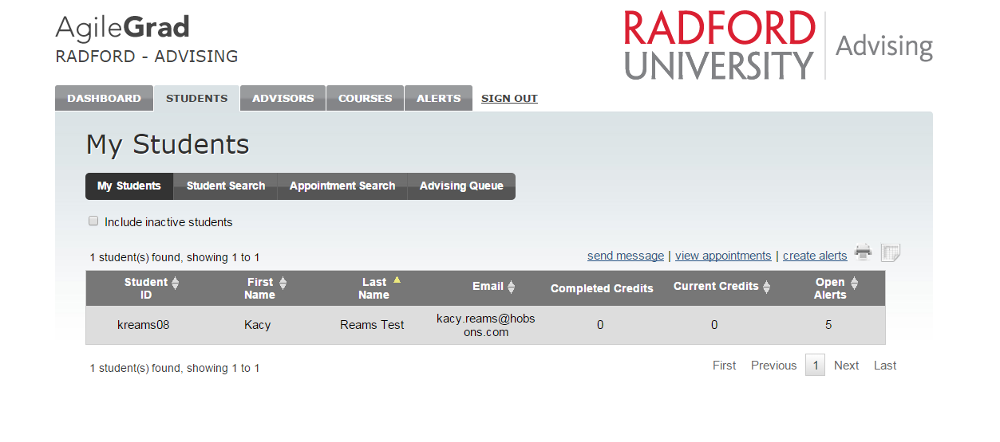 AgileGrad
RADFORD - ADVISING
RADFORD
UNIVERSITY
Advising
DASHBOARD STUDENTS ADVISORS COURSES ALERTS SIGN OUT
My Students
My Students Student Search Appointment Search Advising Queue
Include inactive students
1 student(s) found, showing 1 to 1
send message | view appointments | create alerts
Student ID First Name Last Name Email Completed Credits Current Credits Open Alerts
kreams08 Kacy Reams Test kacy.reams@hobs
ons.com 0 0 5
1 student(s) found, showing 1 to 1
First Previous 1 Next Last